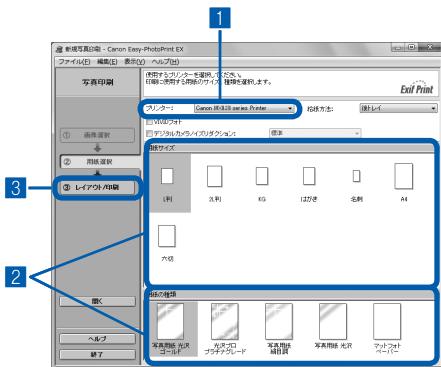 1
新規写真印刷 - Canon Easy-PhotoPrint EX
ファイル(F) 編集(E) 表示(V) ヘルプ(H)
写真印刷
使用するプリンターを選択してください。
印刷に使用する用紙のサイズ、種類を選択します。
Exif Print
プリンター: Canon series Printer 給紙方法: 後トレイ
VIVIDフォト
デジタルカメラノイズリダクション: 標準
① 画像選択
② 用紙選択
3
③ レイアウト/印刷
用紙サイズ
L判 2L判 KG はがき 名刺 A4
六切
2
用紙の種類
写真用紙 光沢 ゴールド
光沢プロ プラチナグレード
写真用紙 絹目調
写真用紙 光沢
マットフォト ペーパー
開く
ヘルプ
終了